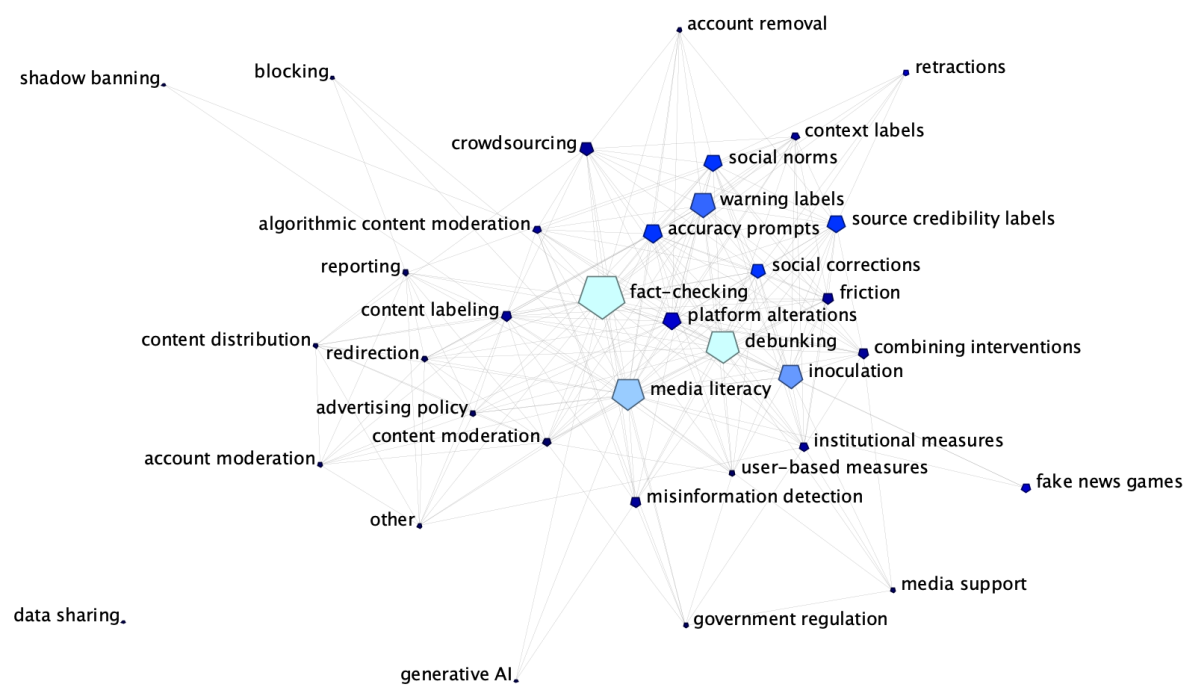 account removal
retractions
blocking
shadow banning
context labels
crowdsourcing
social norms
warning labels
source credibility labels
algorithmic content moderation
accuracy prompts
reporting
social corrections
fact-checking
friction
content labeling
platform alterations
content distribution
debunking
redirection
combining interventions
inoculation
media literacy
advertising policy
content moderation
institutional measures
account moderation
user-based measures
fake news games
misinformation detection
other
media support
data sharing
government regulation
generative AI